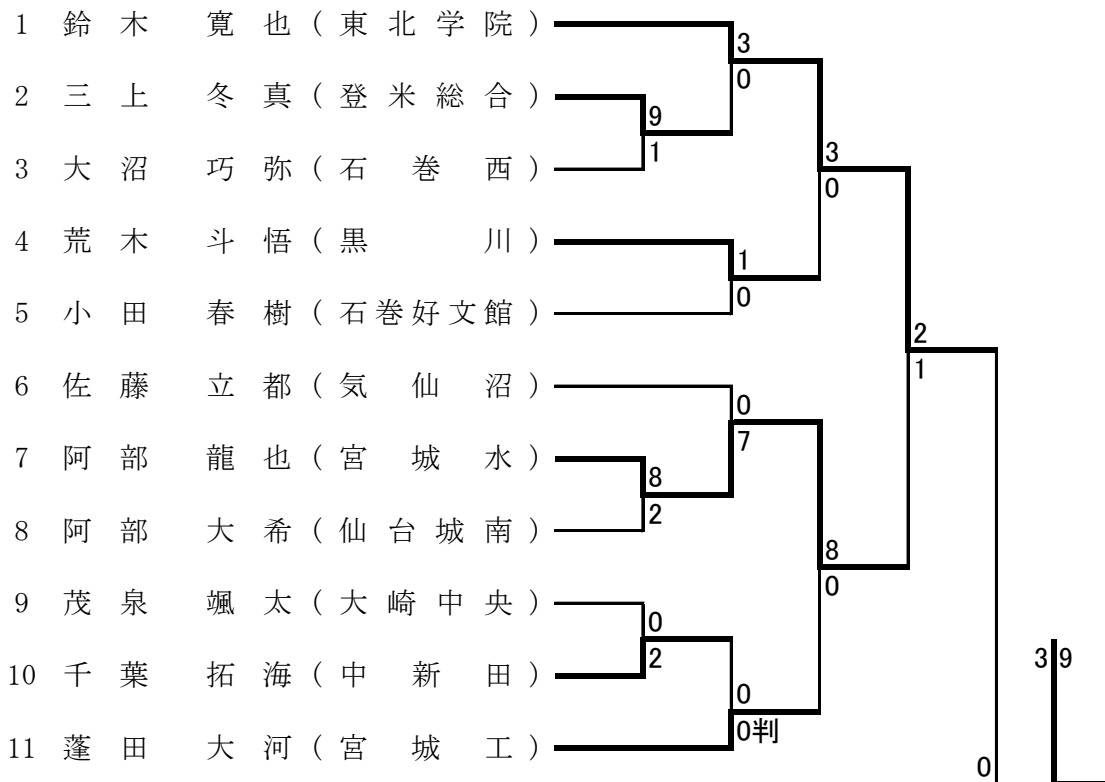 1 鈴木 寛也(東北学院)
3
0
2 三上 冬真(登米総合)
9
1
3 大沼 巧弥(石巻西)
3
0
4 荒木 斗悟(黒川)
1
0
5 小田 春樹(石巻好文館)
2
1
6 佐藤 立都(気仙沼)
0
7
7 阿部 龍也(宮城水)
8
2
8 阿部 大希(仙台城南)
8
0
9 茂泉 颯太(大崎中央)
0
2
10 千葉 拓海(中新田)
3 9
0
0判
11 蓬田 大河(宮城工)
0